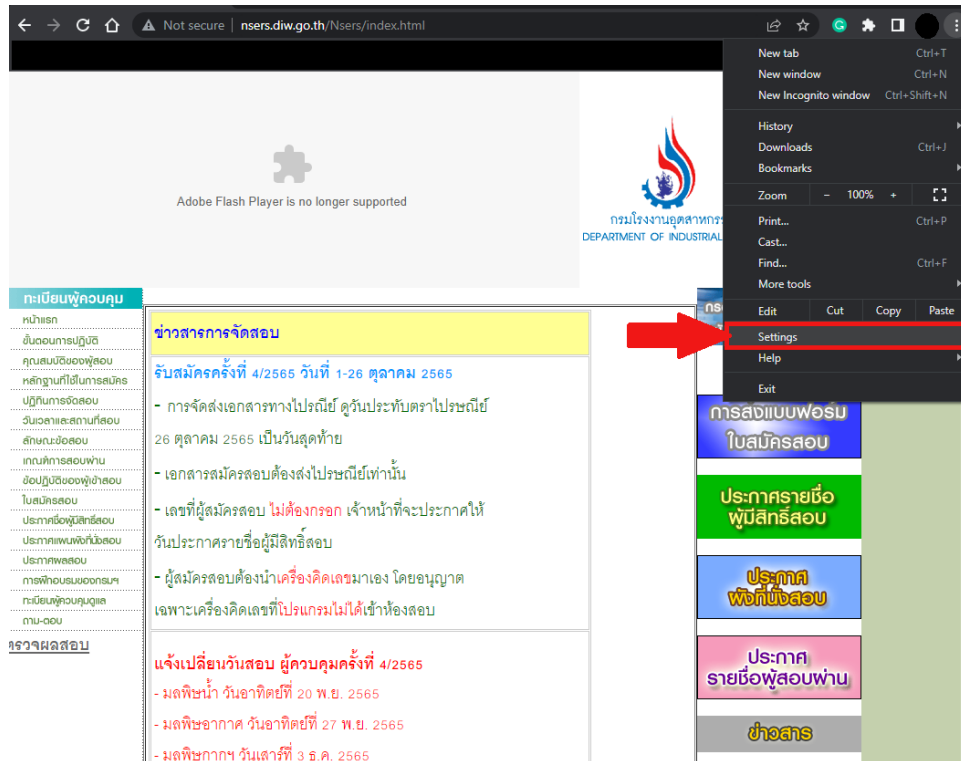 Not secure | nsers.diw.go.th/Nsers/index.html
New tab Ctrl+T
New window Ctrl+N
New Incognito window Ctrl+Shift+N
History
Downloads Ctrl+J
Bookmarks
Zoom - 100% +
Print... Ctrl+P
Cast...
Find... Ctrl+F
More tools
Edit Cut Copy Paste
Settings
Help
Exit
Adobe Flash Player is no longer supported
กรมโรงงานอุตสาหกร
DEPARTMENT OF INDUSTRIAL
ทะเบียนผู้ควบคุม
หน้าแรก
ขั้นตอนการปฏิบัติ
คุณสมบัติของผู้สอบ
หลักฐานที่ใช้ในการสมัคร
ปฏิทินการจัดสอบ
วันเวลาและสถานที่สอบ
ลักษณะข้อสอบ
เกณฑ์การสอบผ่าน
ข้อปฏิบัติของผู้เข้าสอบ
ใบสมัครสอบ
ประกาศชื่อผู้มีสิทธิ์สอบ
ประกาศแผนผังที่นั่งสอบ
ประกาศผลสอบ
การฝึกอบรมของกรมฯ
ทะเบียนผู้ควบคุมดูแล
ถาม-ตอบ
ตรวจผลสอบ
ข่าวสารการจัดสอบ
รับสมัครครั้งที่ 4/2565 วันที่ 1-26 ตุลาคม 2565
- การจัดส่งเอกสารทางไปรณีย์ ดูวันประทับตราไปรษณีย์
26 ตุลาคม 2565 เป็นวันสุดท้าย
- เอกสารสมัครสอบต้องส่งไปรษณีย์เท่านั้น
- เลขที่ผู้สมัครสอบ ไม่ต้องกรอก เจ้าหน้าที่จะประกาศให้
วันประกาศรายชื่อผู้มีสิทธิ์สอบ
- ผู้สมัครสอบต้องนำเครื่องคิดเลขมาเอง โดยอนุญาต
เฉพาะเครื่องคิดเลขที่โปรแกรมไม่ได้เข้าห้องสอบ
แจ้งเปลี่ยนวันสอบ ผู้ควบคุมครั้งที่ 4/2565
- มลพิษน้ำ วันอาทิตย์ที่ 20 พ.ย. 2565
- มลพิษอากาศ วันอาทิตย์ที่ 27 พ.ย. 2565
- มลพิษกากฯ วันเสาร์ที่ 3 ธ.ค. 2565
การส่งแบบฟอร์ม
ใบสมัครสอบ
ประกาศรายชื่อ
ผู้มีสิทธิ์สอบ
ประกาศ
ผังที่นั่งสอบ
ประกาศ
รายชื่อผู้สอบผ่าน
ข่าวสาร